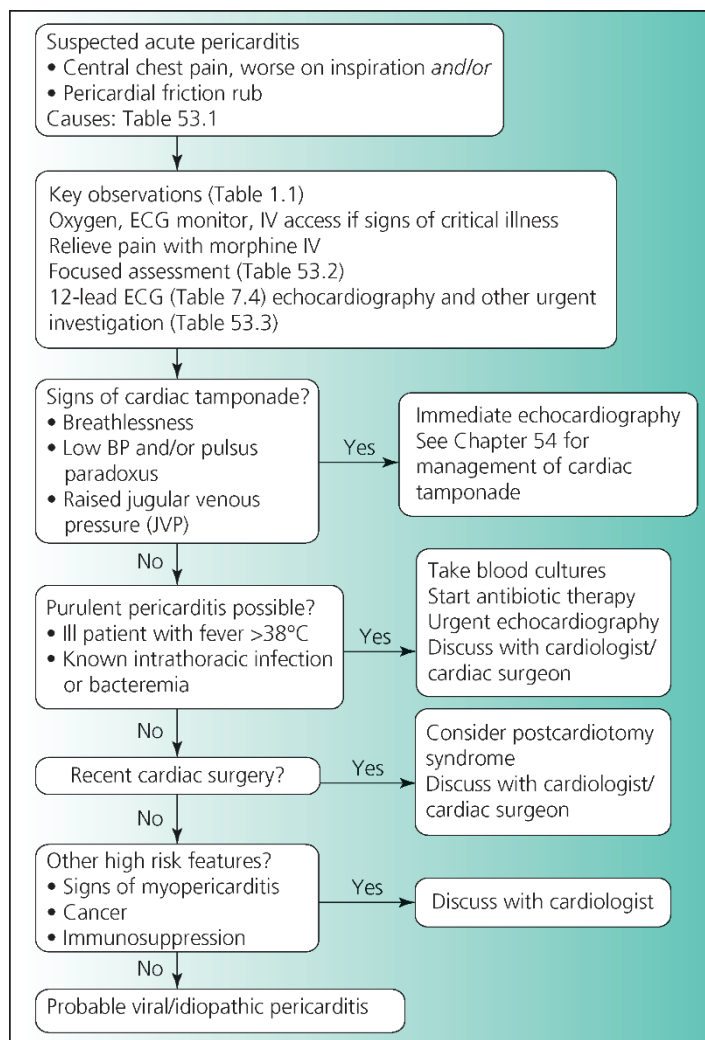 Suspected acute pericarditis
• Central chest pain, worse on inspiration and/or
• Pericardial friction rub
Causes: Table 53.1
Key observations (Table 1.1)
Oxygen, ECG monitor, IV access if signs of critical illness
Relieve pain with morphine IV
Focused assessment (Table 53.2)
12-lead ECG (Table 7.4) echocardiography and other urgent
investigation (Table 53.3)
Signs of cardiac tamponade?
• Breathlessness
• Low BP and/or pulsus
paradoxus
• Raised jugular venous
pressure (JVP)
Yes
Immediate echocardiography
See Chapter 54 for
management of cardiac
tamponade
No
Purulent pericarditis possible?
• Ill patient with fever >38°C
• Known intrathoracic infection
or bacteremia
Yes
Take blood cultures
Start antibiotic therapy
Urgent echocardiography
Discuss with cardiologist/
cardiac surgeon
No
Recent cardiac surgery?
Yes
Consider postcardiotomy
syndrome
Discuss with cardiologist/
cardiac surgeon
No
Other high risk features?
• Signs of myopericarditis
• Cancer
• Immunosuppression
Yes
Discuss with cardiologist
No
Probable viral/idiopathic pericarditis